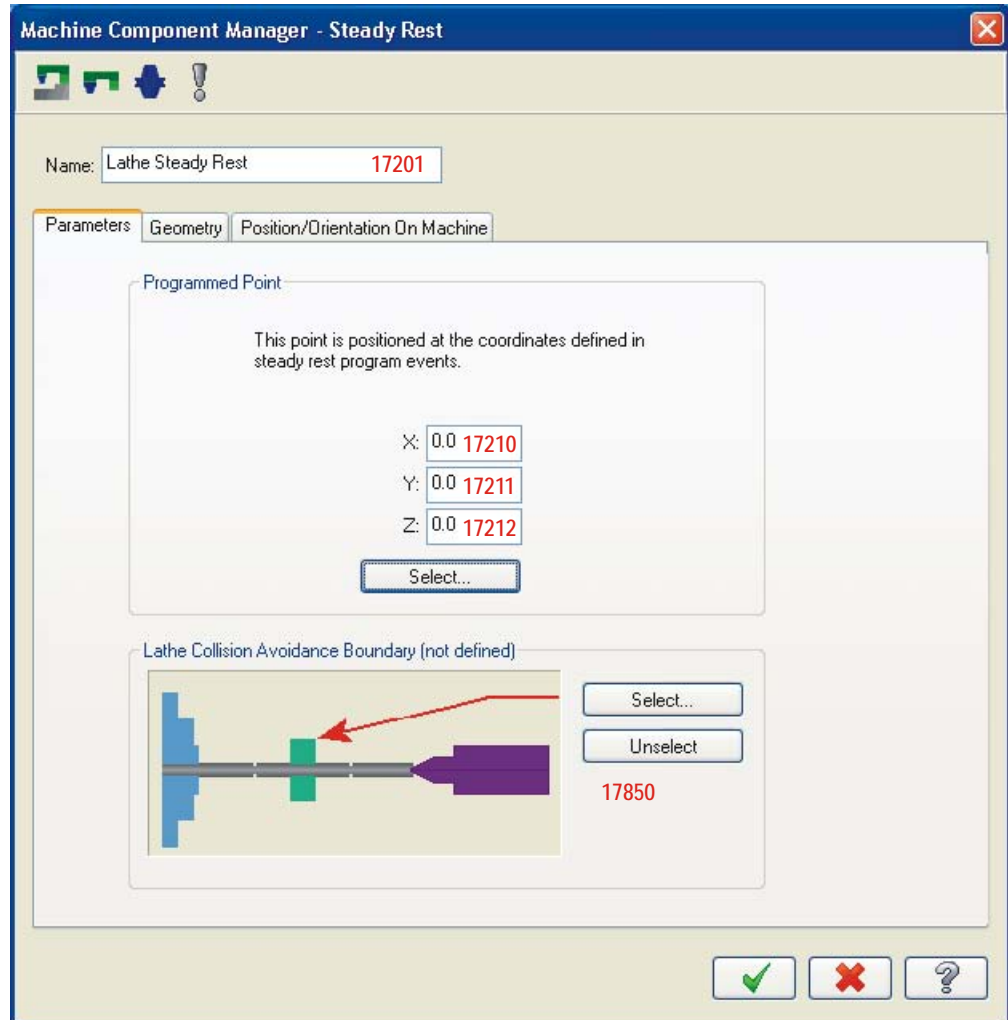 Machine Component Manager - Steady Rest
Name: Lathe Steady Rest 17201
Parameters Geometry Position/Orientation On Machine
Programmed Point
This point is positioned at the coordinates defined in
steady rest program events.
X: 0.0 17210
Y: 0.0 17211
Z: 0.0 17212
Select...
Lathe Collision Avoidance Boundary (not defined)
Select...
Unselect
17850